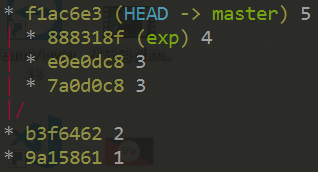 * f1ac6e3 (HEAD -> master) 5
| * 888318f (exp) 4
| * e0e0dc8 3
| * 7a0d0c8 3
|/
* b3f6462 2
* 9a15861 1